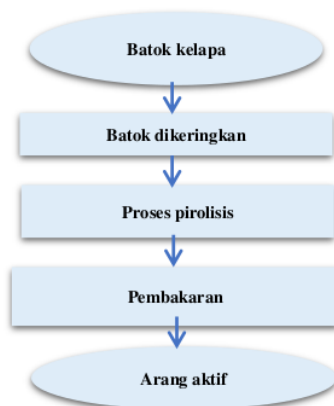 Batok kelapa
Batok dikeringkan
Proses pirolisis
Pembakaran
Arang aktif